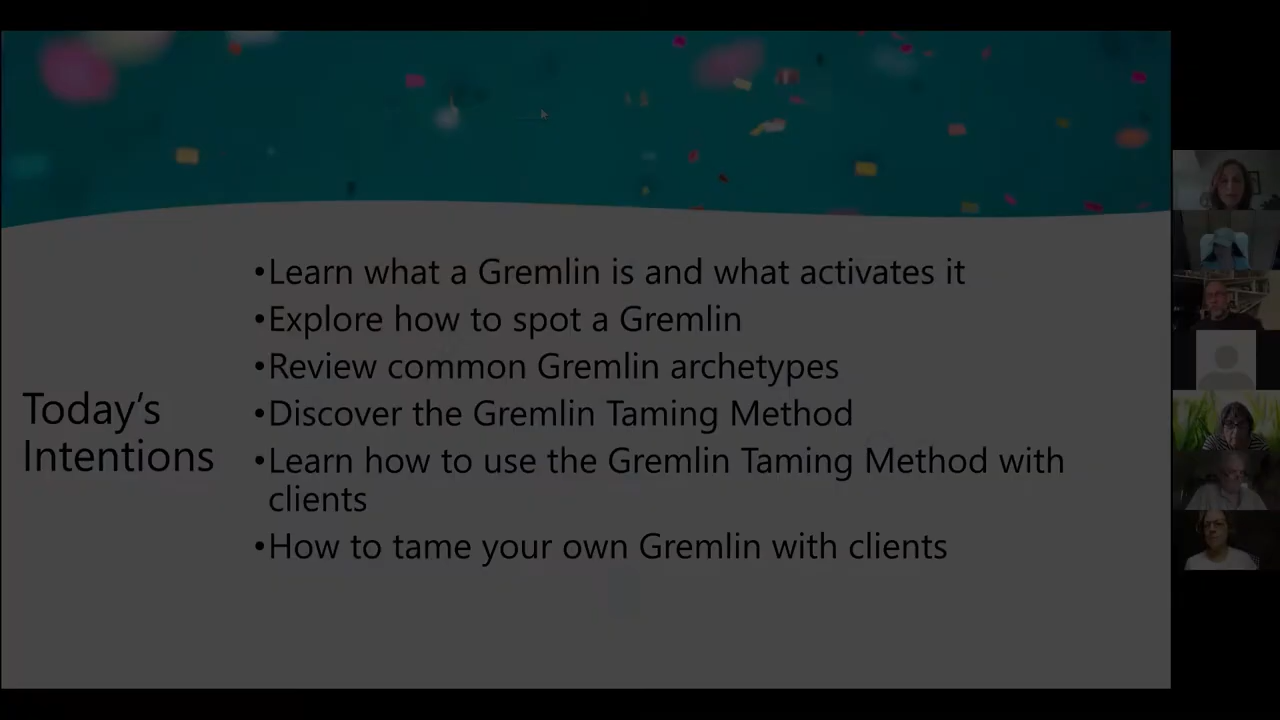 Today's
Intentions
•Learn what a Gremlin is and what activates it
•Explore how to spot a Gremlin
•Review common Gremlin archetypes
•Discover the Gremlin Taming Method
•Learn how to use the Gremlin Taming Method with
clients
•How to tame your own Gremlin with clients